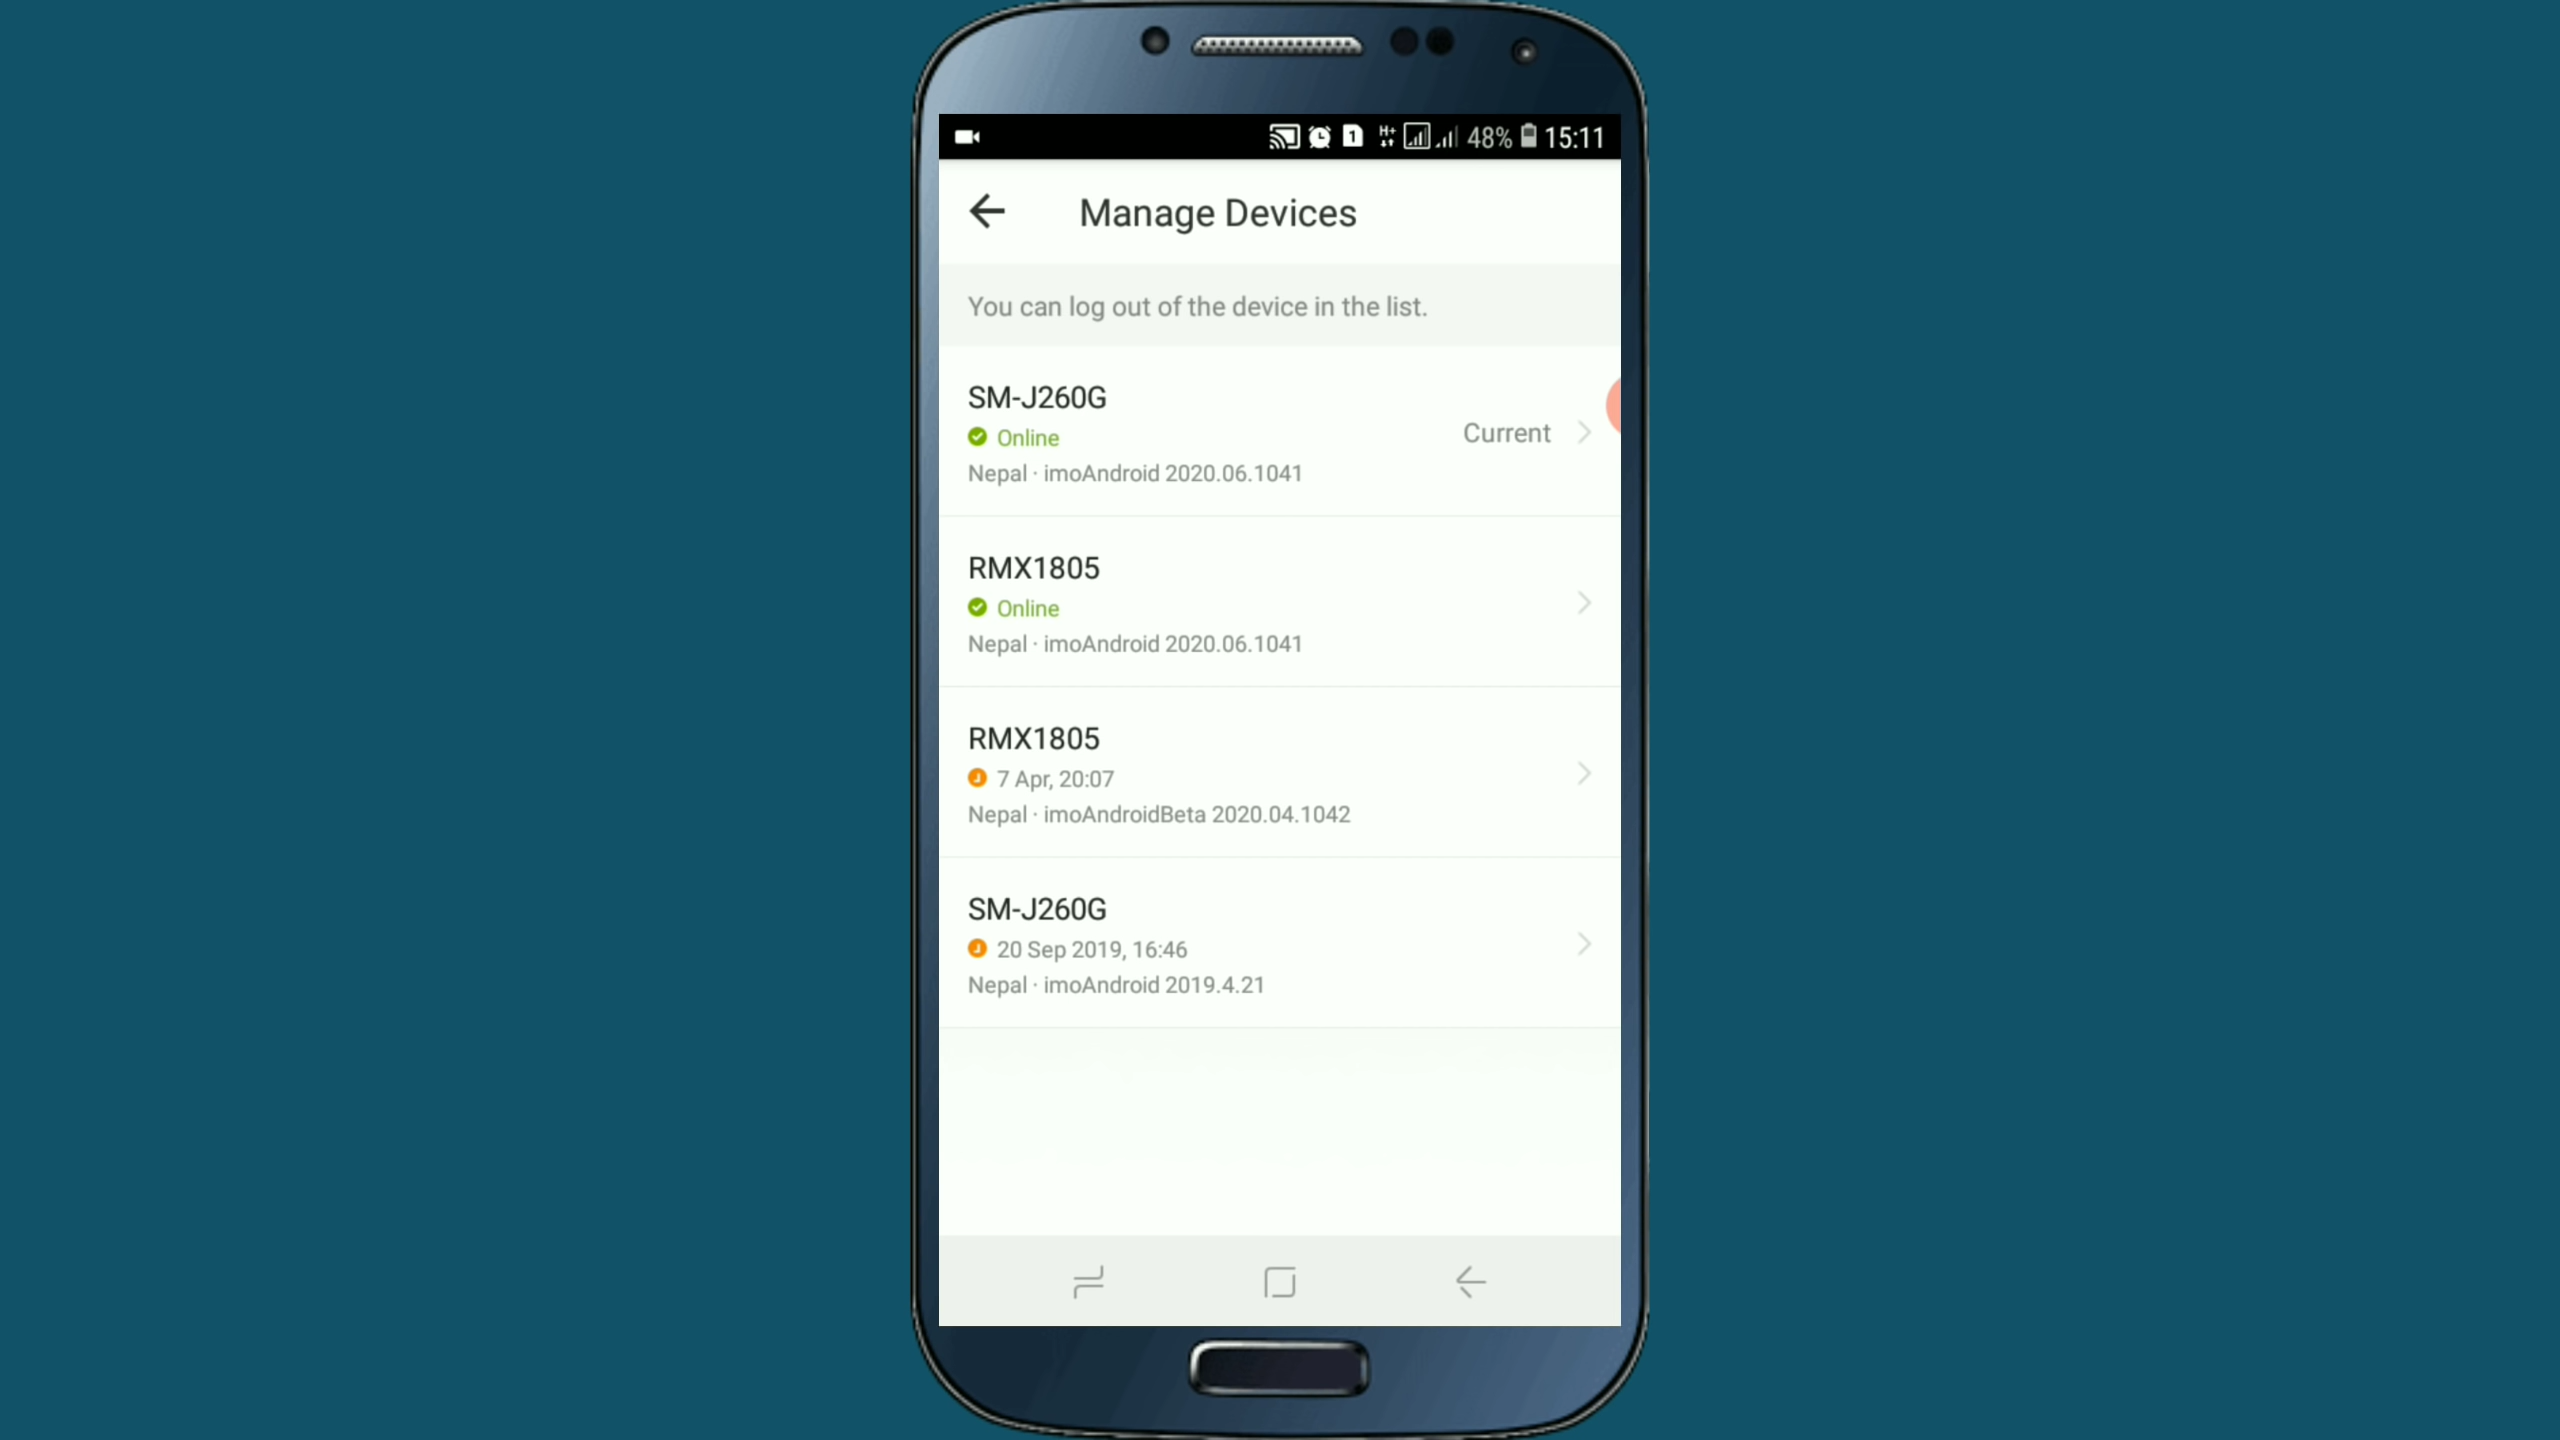 1 H+ 48% 15:11
Manage Devices
You can log out of the device in the list.
SM-J260G
Online
Current
Nepal · imoAndroid 2020.06.1041
RMX1805
Online
Nepal · imoAndroid 2020.06.1041
RMX1805
7 Apr, 20:07
Nepal · imoAndroidBeta 2020.04.1042
SM-J260G
20 Sep 2019, 16:46
Nepal · imoAndroid 2019.4.21